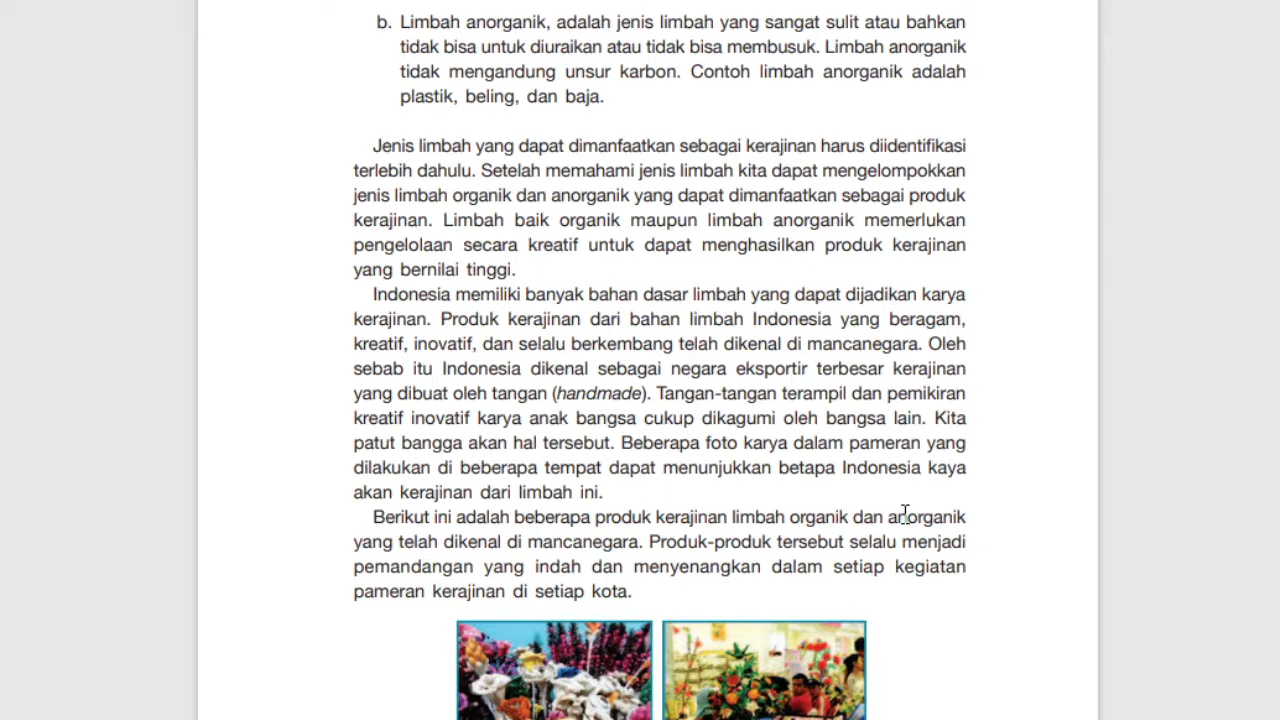 b. Limbah anorganik, adalah jenis limbah yang sangat sulit atau bahkan
tidak bisa untuk diuraikan atau tidak bisa membusuk. Limbah anorganik
tidak mengandung unsur karbon. Contoh limbah anorganik adalah
plastik, beling, dan baja.
Jenis limbah yang dapat dimanfaatkan sebagai kerajinan harus diidentifikasi
terlebih dahulu. Setelah memahami jenis limbah kita dapat mengelompokkan
jenis limbah organik dan anorganik yang dapat dimanfaatkan sebagai produk
kerajinan. Limbah baik organik maupun limbah anorganik memerlukan
pengelolaan secara kreatif untuk dapat menghasilkan produk kerajinan
yang bernilai tinggi.
Indonesia memiliki banyak bahan dasar limbah yang dapat dijadikan karya
kerajinan. Produk kerajinan dari bahan limbah Indonesia yang beragam,
kreatif, inovatif, dan selalu berkembang telah dikenal di mancanegara. Oleh
sebab itu Indonesia dikenal sebagai negara eksportir terbesar kerajinan
yang dibuat oleh tangan (handmade). Tangan-tangan terampil dan pemikiran
kreatif inovatif karya anak bangsa cukup dikagumi oleh bangsa lain. Kita
patut bangga akan hal tersebut. Beberapa foto karya dalam pameran yang
dilakukan di beberapa tempat dapat menunjukkan betapa Indonesia kaya
akan kerajinan dari limbah ini.
Berikut ini adalah beberapa produk kerajinan limbah organik dan anorganik
yang telah dikenal di mancanegara. Produk-produk tersebut selalu menjadi
pemandangan yang indah dan menyenangkan dalam setiap kegiatan
pameran kerajinan di setiap kota.